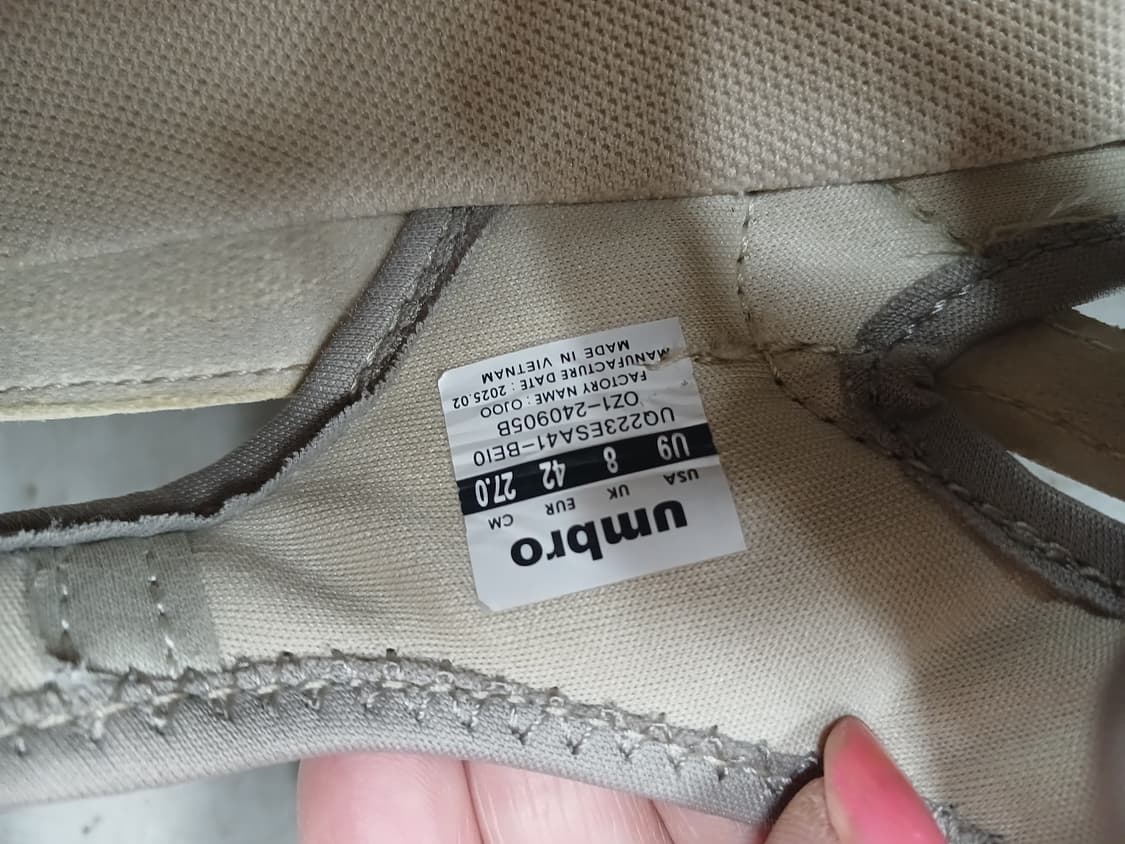 umbro
USA UK EUR CM
U9 8 42 27.0
UQ223ESA41-BEI0
OZ1-240905B
FACTORY NAME : OJOO
MANUFACTURE DATE : 2025.02
MADE IN VIETNAM